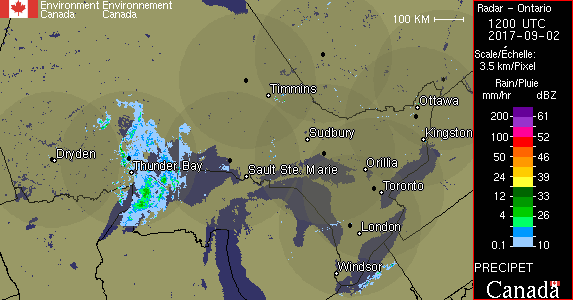 Environment Environnement
Canada Canada
100 KM
Timmins
Ottawa
Sudbury
Kingston
Dryden
Thunder Bay
Sault Ste. Marie
Orillia
Toronto
London
Windsor
Radar - Ontario
1200 UTC
2017-09-02
Scale/Échelle:
3.5 km/Pixel
Rain/Pluie
mm/hr dBZ
200 61
100 52
50 46
24 39
12 33
4 26
0.1 10
PRECIPET
Canada